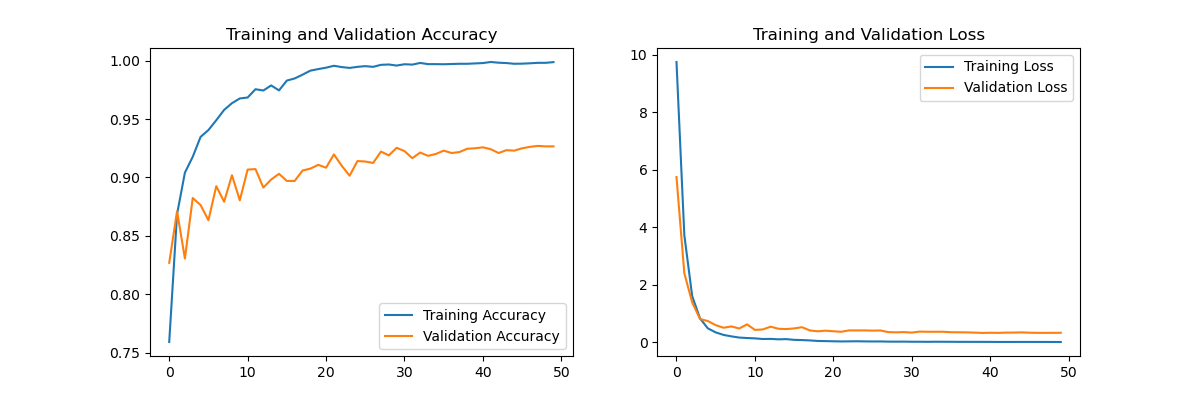 Training and Validation Accuracy
1.00
0.95
0.90
0.85
0.80
0.75
0 10 20 30 40 50
Training Accuracy
Validation Accuracy
Training and Validation Loss
10
8
6
4
2
0
0 10 20 30 40 50
Training Loss
Validation Loss